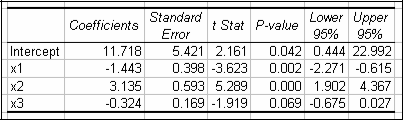 Coefficients Standard Error t Stat P-value Lower 95% Upper 95%
Intercept 11.718 5.421 2.161 0.042 0.444 22.992
x1 -1.443 0.398 -3.623 0.002 -2.271 -0.615
x2 3.135 0.593 5.289 0.000 1.902 4.367
x3 -0.324 0.169 -1.919 0.069 -0.675 0.027